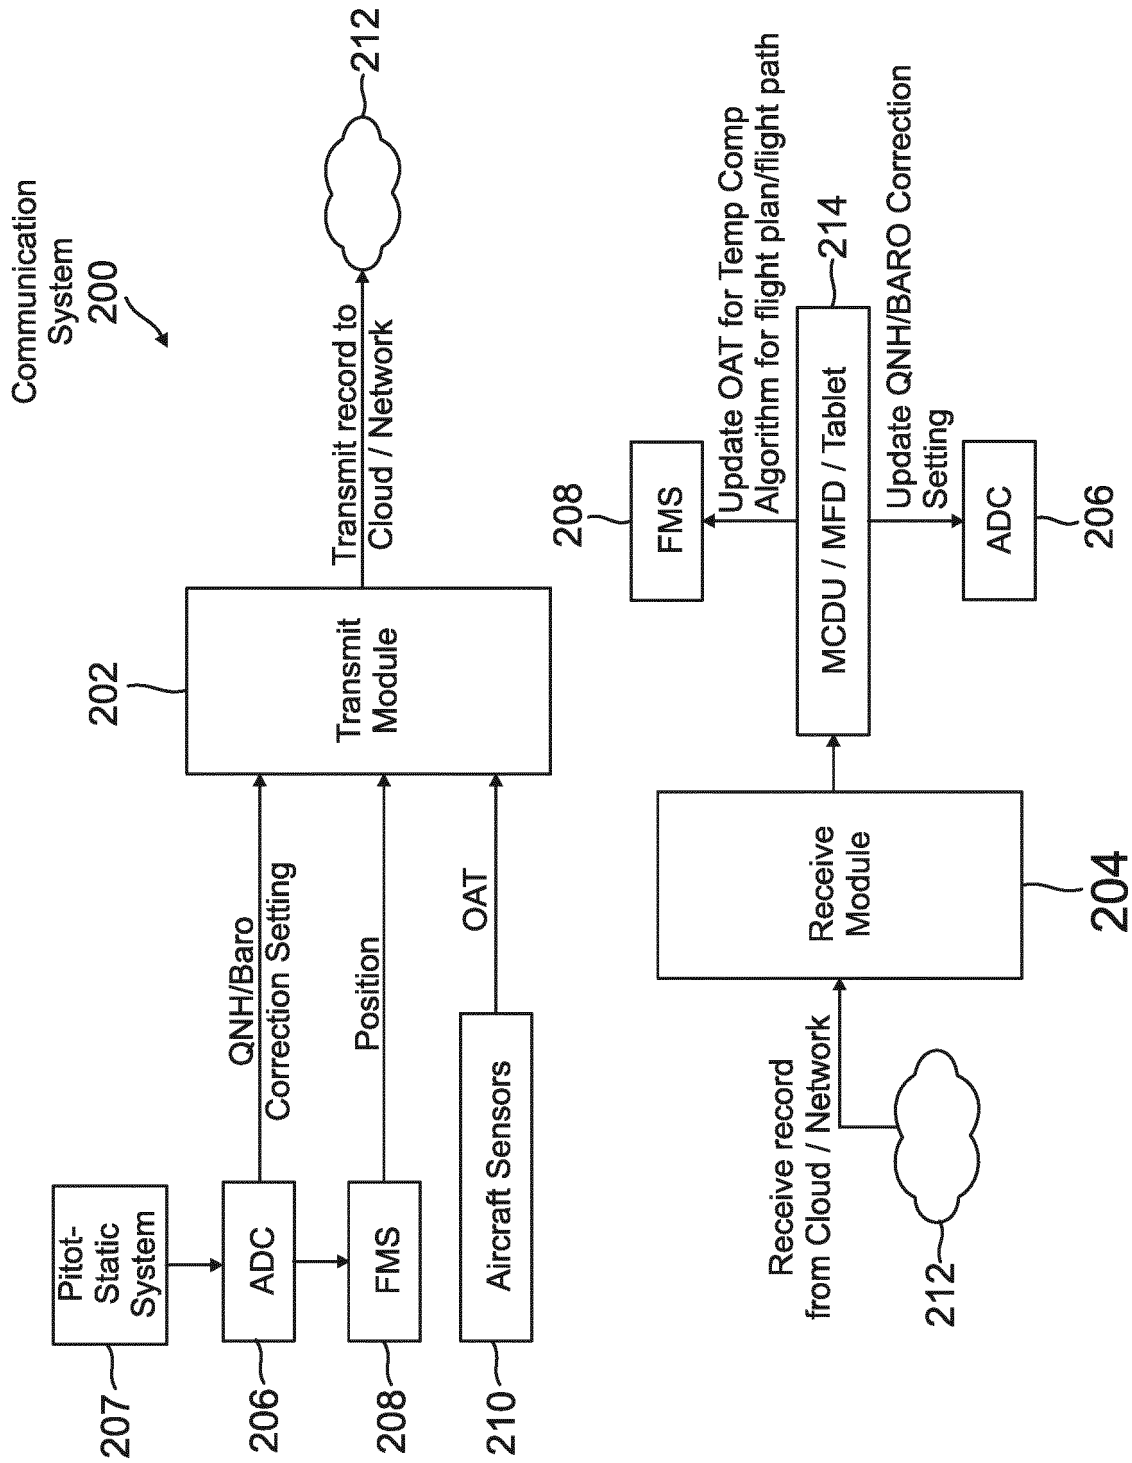 Communication
System
200
207
Pitot-
Static
System
206
ADC
208
FMS
210
Aircraft Sensors
QNH/Baro
Correction Setting
Position
OAT
202
Transmit
Module
Transmit record to
Cloud / Network
212
212
Receive record
from Cloud / Network
Receive
Module
204
MCDU / MFD / Tablet
214
208
FMS
Update OAT for Temp Comp
Algorithm for flight plan/flight path
Update QNH/BARO Correction
Setting
ADC
206